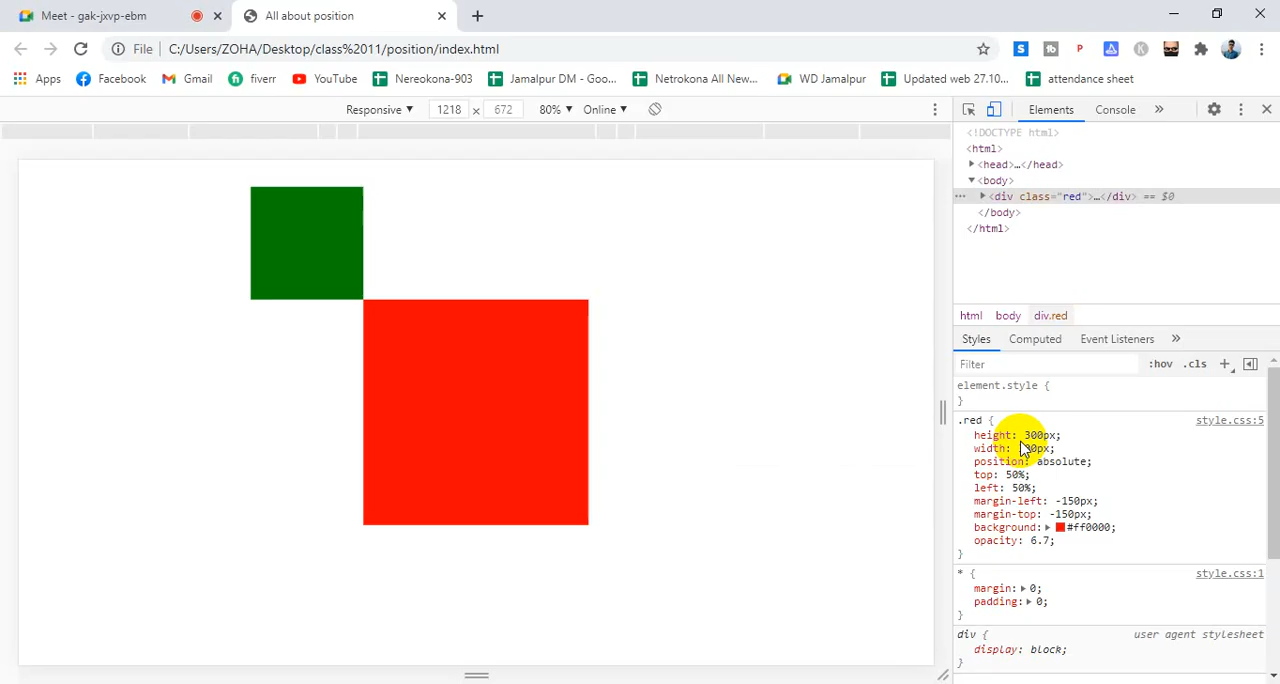 Meet - gak-jxvp-ebm
All about position
File C:/Users/ZOHA/Desktop/class%2011/position/index.html
Apps Facebook Gmail fiverr YouTube Nereokona 303 Jamalpur DM - Goo... Netrokona All New... WD Jamalpur Updated web 27.10... attendance sheet
Responsive 1218 × 672 80% Online
Elements Console »
<!DOCTYPE html>
<html>
<head>…</head>
<body>
<div class="red">…</div> == $0
</body>
</html>
html body div.red
Styles Computed Event Listeners »
Filter :hov .cls +
element.style {
}
.red { style.css:5
height: 300px;
width: 300px;
position: absolute;
top: 50%;
left: 50%;
margin-left: -150px;
margin-top: -150px;
background: #ff0000;
opacity: 6.7;
}
* { style.css:1
margin: 0;
padding: 0;
}
div { user agent stylesheet
display: block;
}